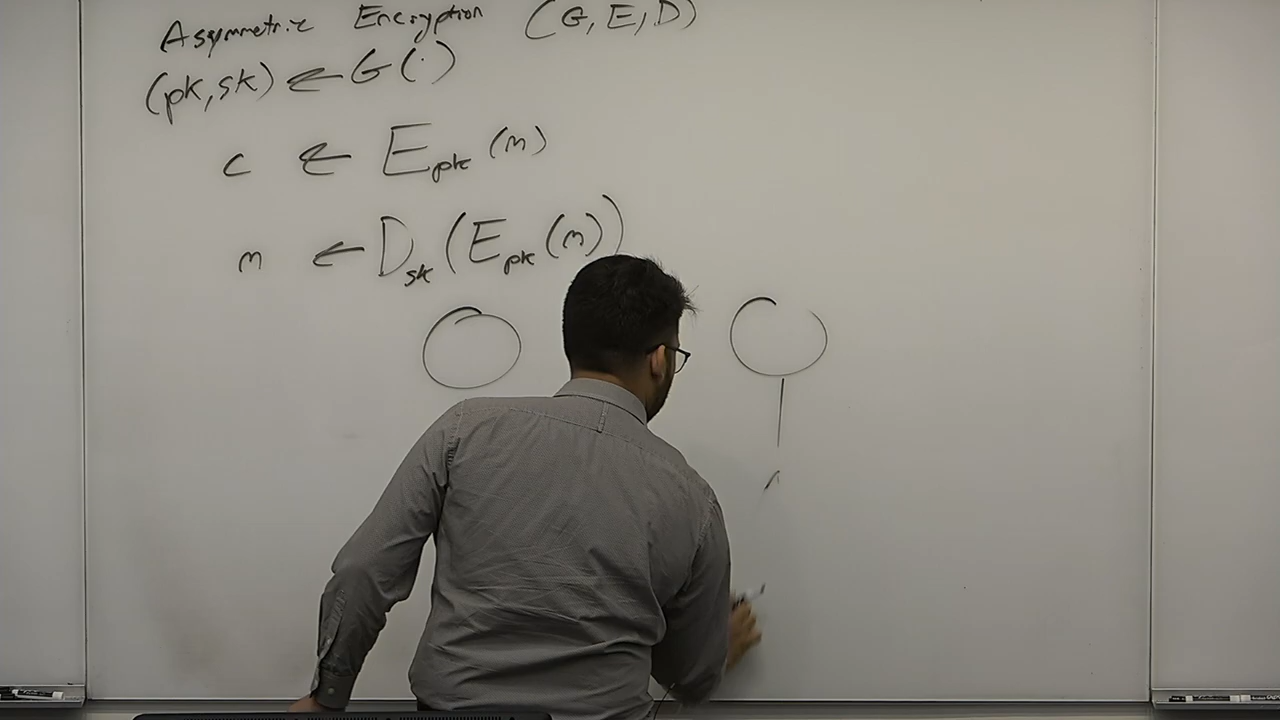 Asymmetric Encryption (G, E, D)
(pk, sk) ← G(·)
c ← E_pk (m)
m ← D_sk (E_pk (m))